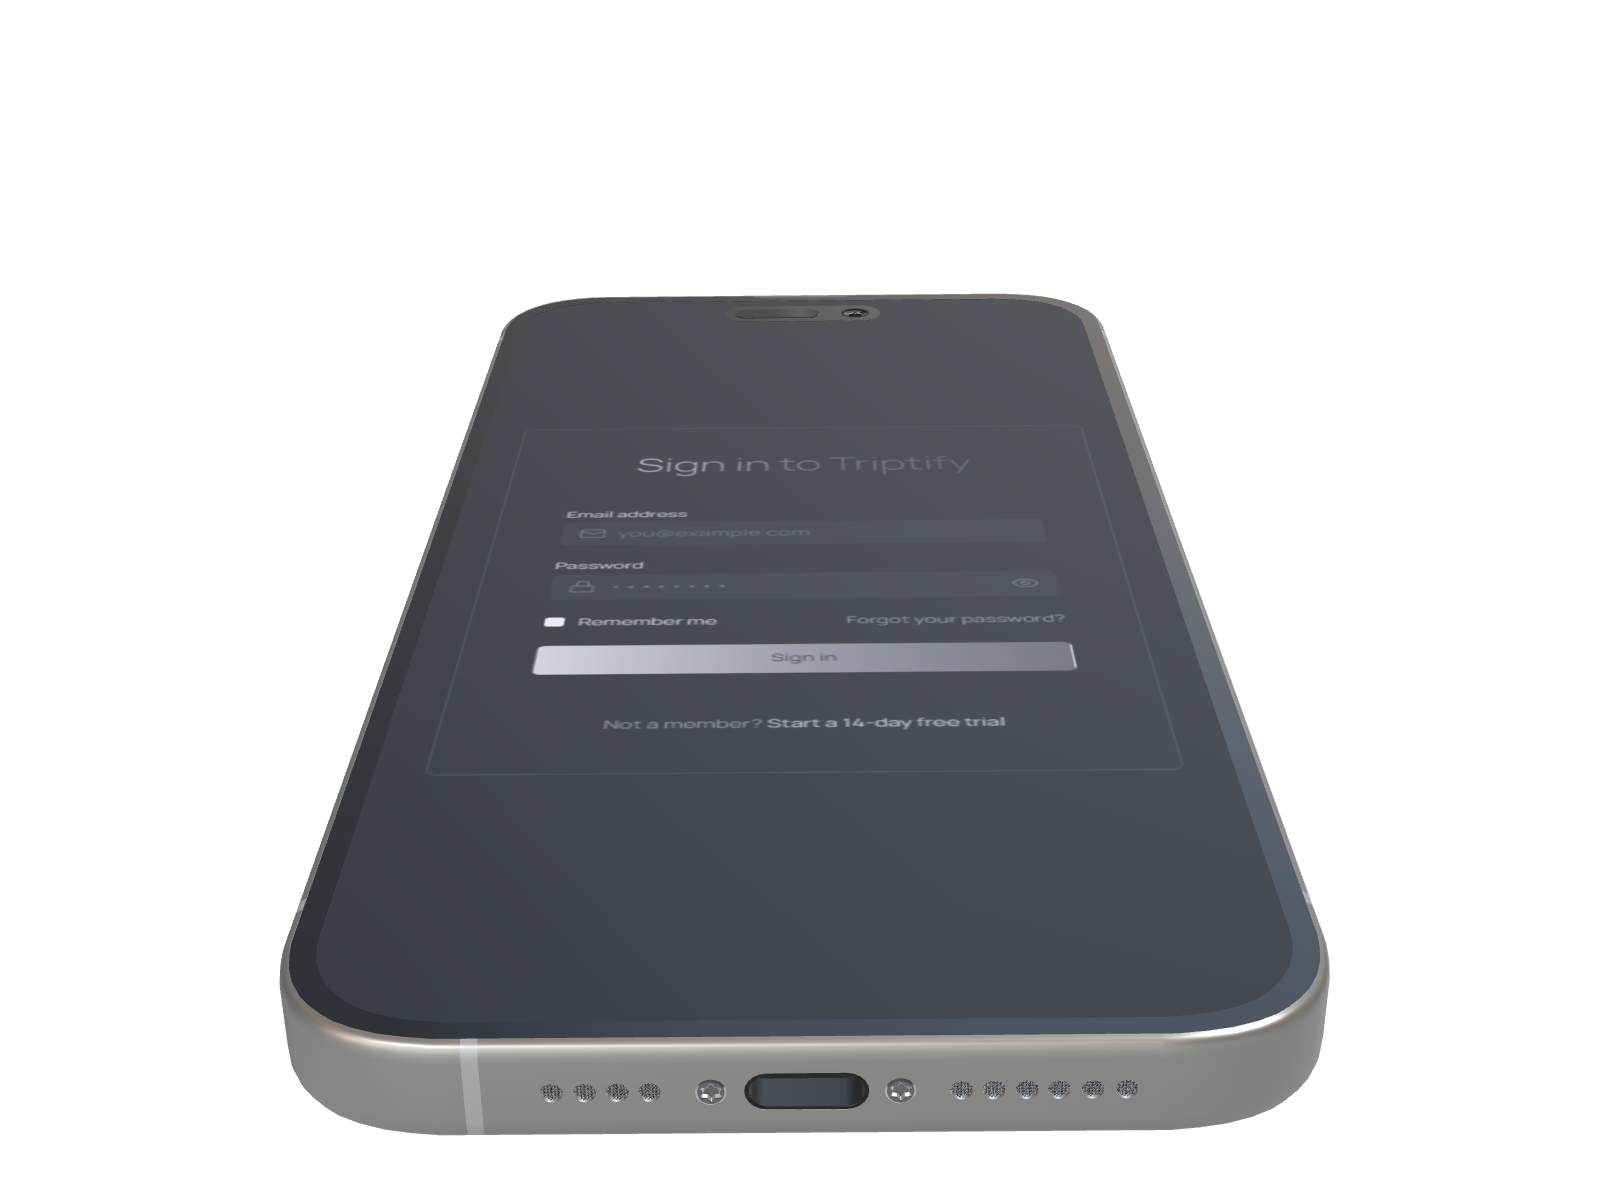 Sign in to Triptify
Email address
you@example.com
Password
Remember me
Forgot your password?
Sign in
Not a member? Start a 14-day free trial